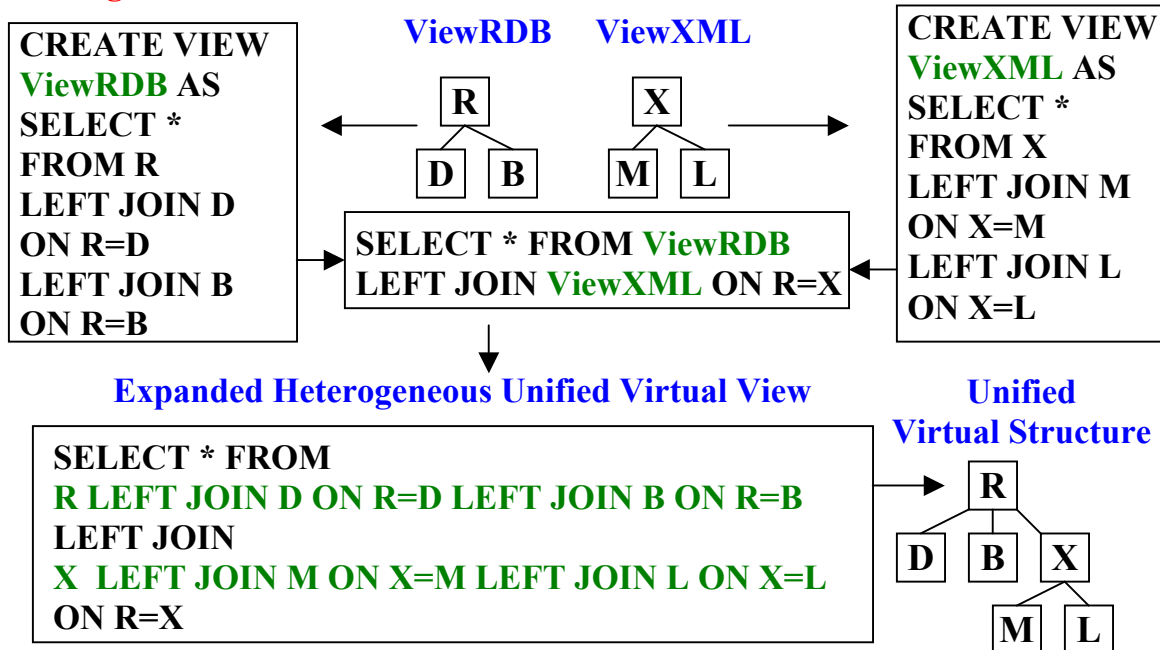 CREATE VIEW
ViewRDB AS
SELECT *
FROM R
LEFT JOIN D
ON R=D
LEFT JOIN B
ON R=B
ViewRDB
ViewXML
R
D
B
X
M
L
CREATE VIEW
ViewXML AS
SELECT *
FROM X
LEFT JOIN M
ON X=M
LEFT JOIN L
ON X=L
SELECT * FROM ViewRDB
LEFT JOIN ViewXML ON R=X
Expanded Heterogeneous Unified Virtual View
SELECT * FROM
R LEFT JOIN D ON R=D LEFT JOIN B ON R=B
LEFT JOIN
X LEFT JOIN M ON X=M LEFT JOIN L ON X=L
ON R=X
Unified
Virtual Structure
R
D
B
X
M
L